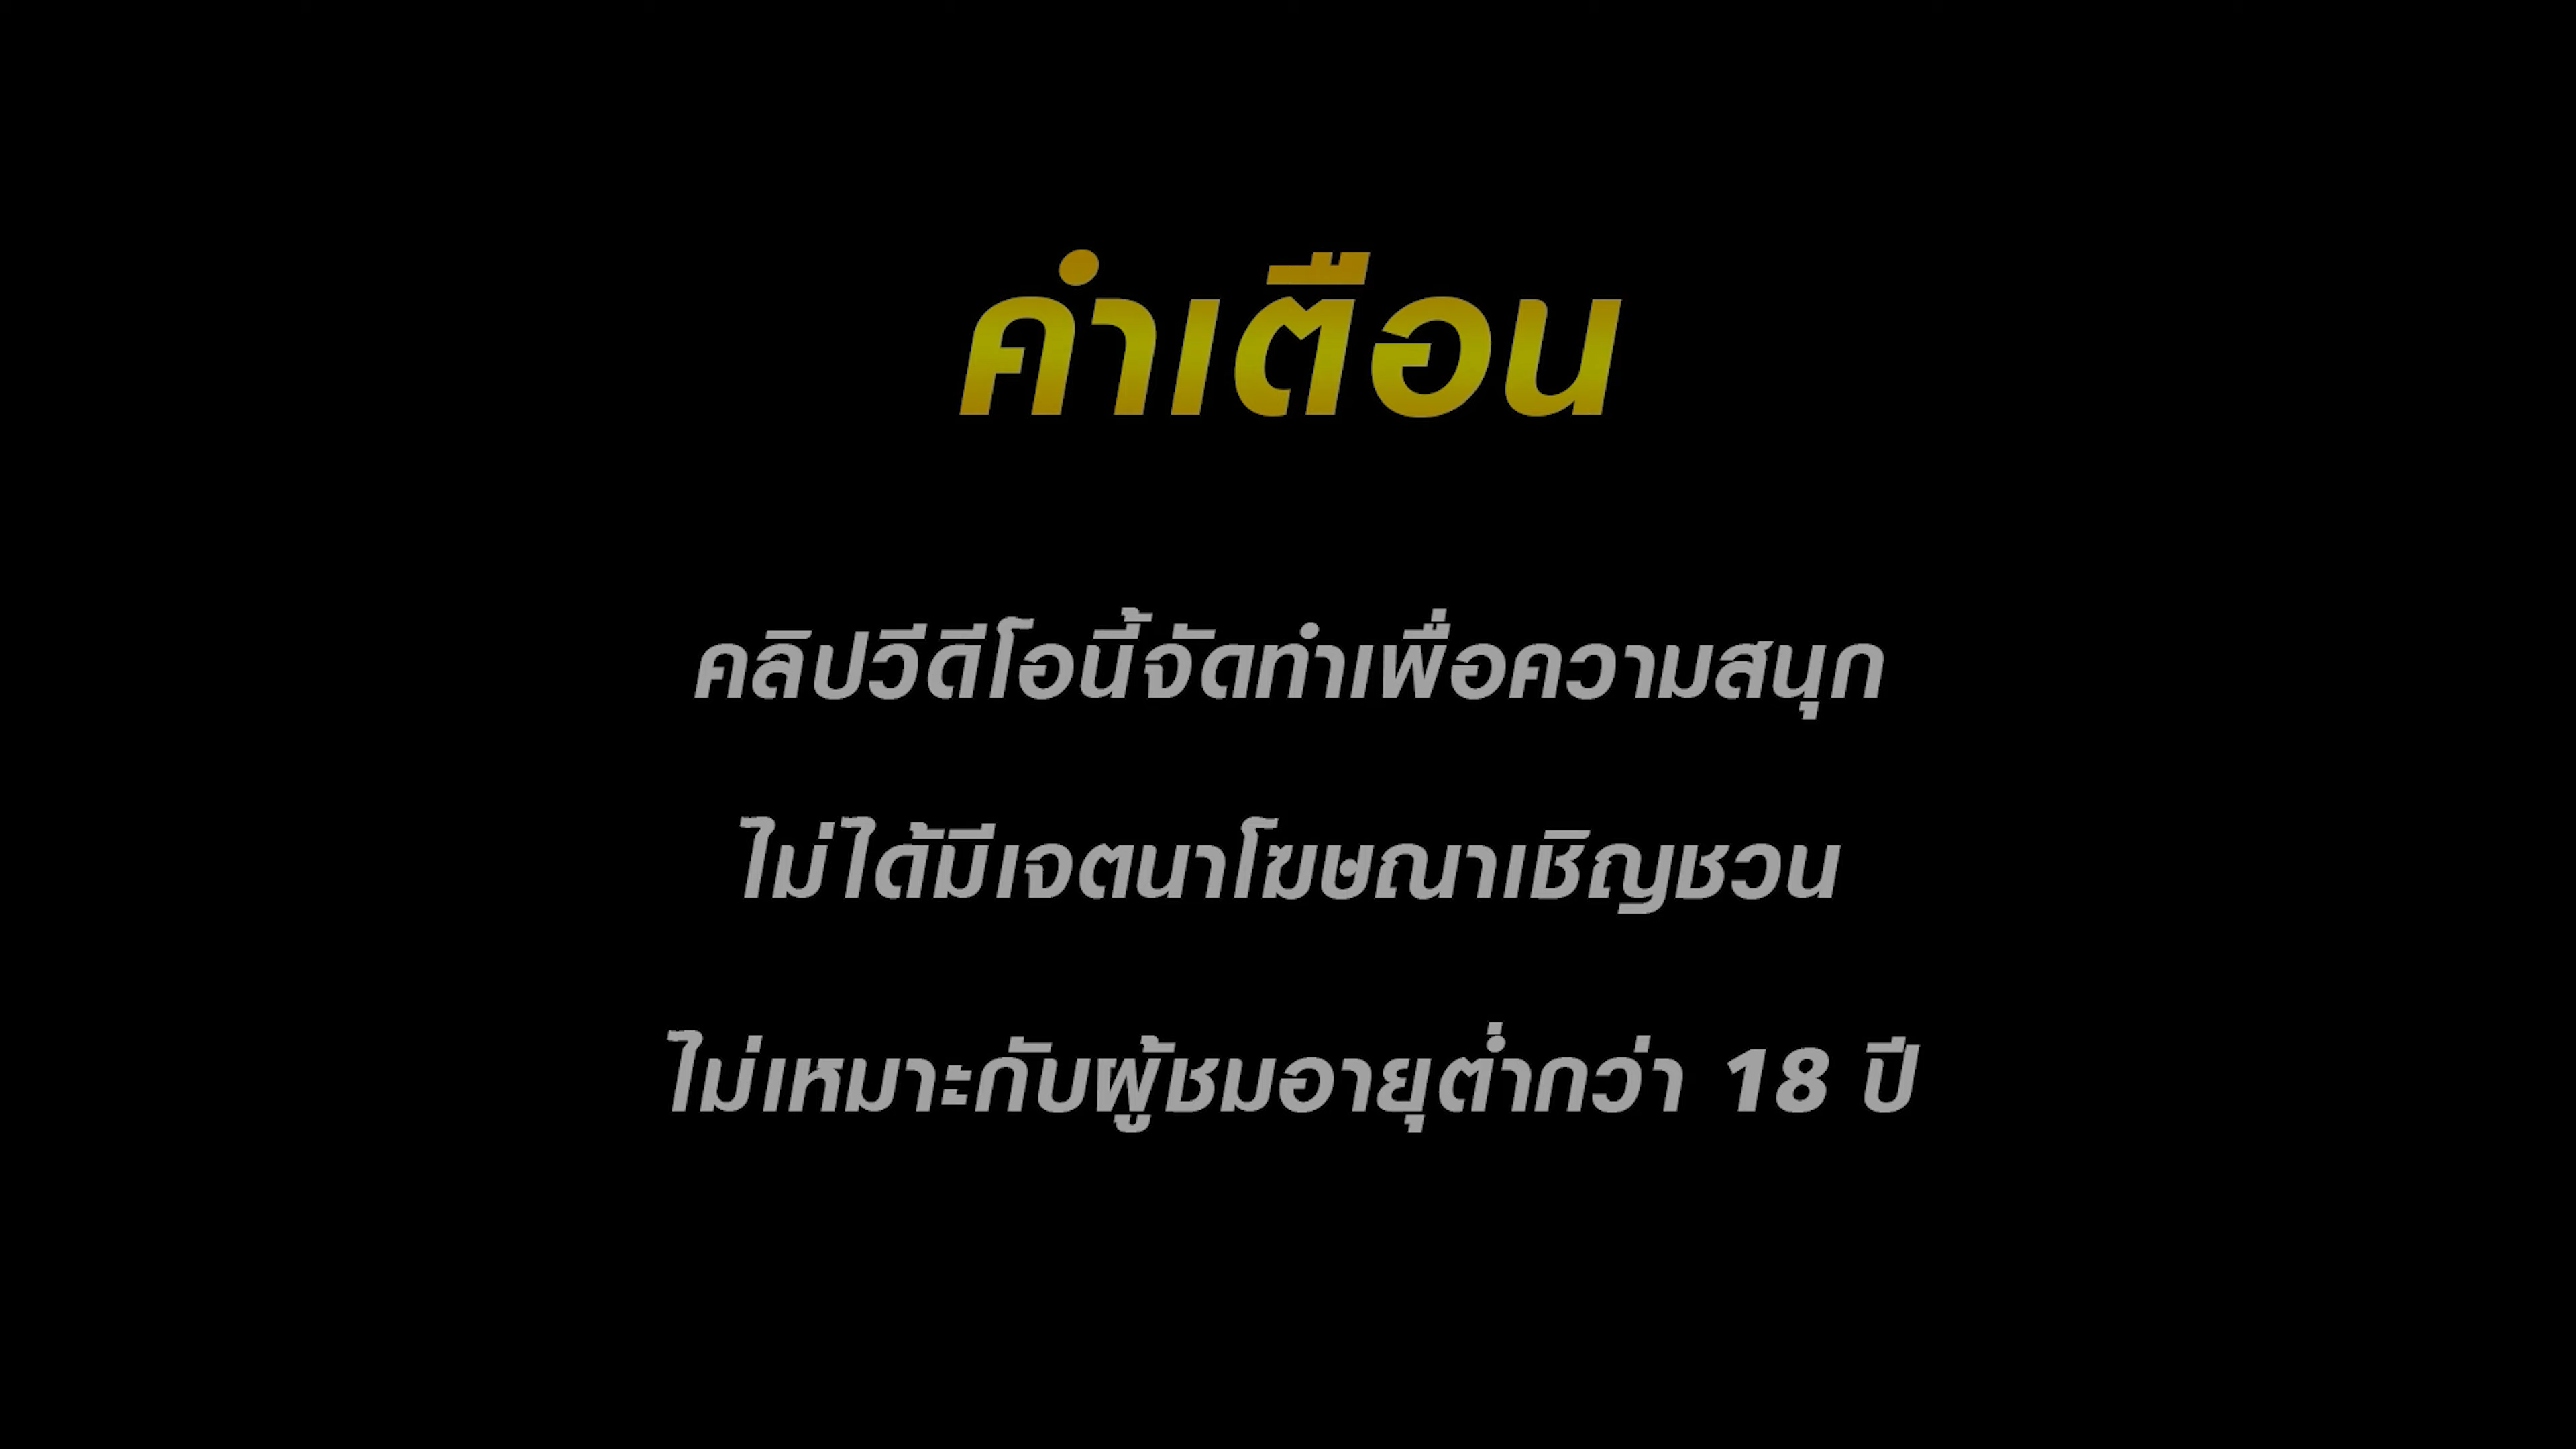 คำเตือน
คลิปวีดีโอนี้จัดทำเพื่อความสนุก
ไม่ได้มีเจตนาโฆษณาเชิญชวน
ไม่เหมาะกับผู้ชมอายุต่ำกว่า 18 ปี